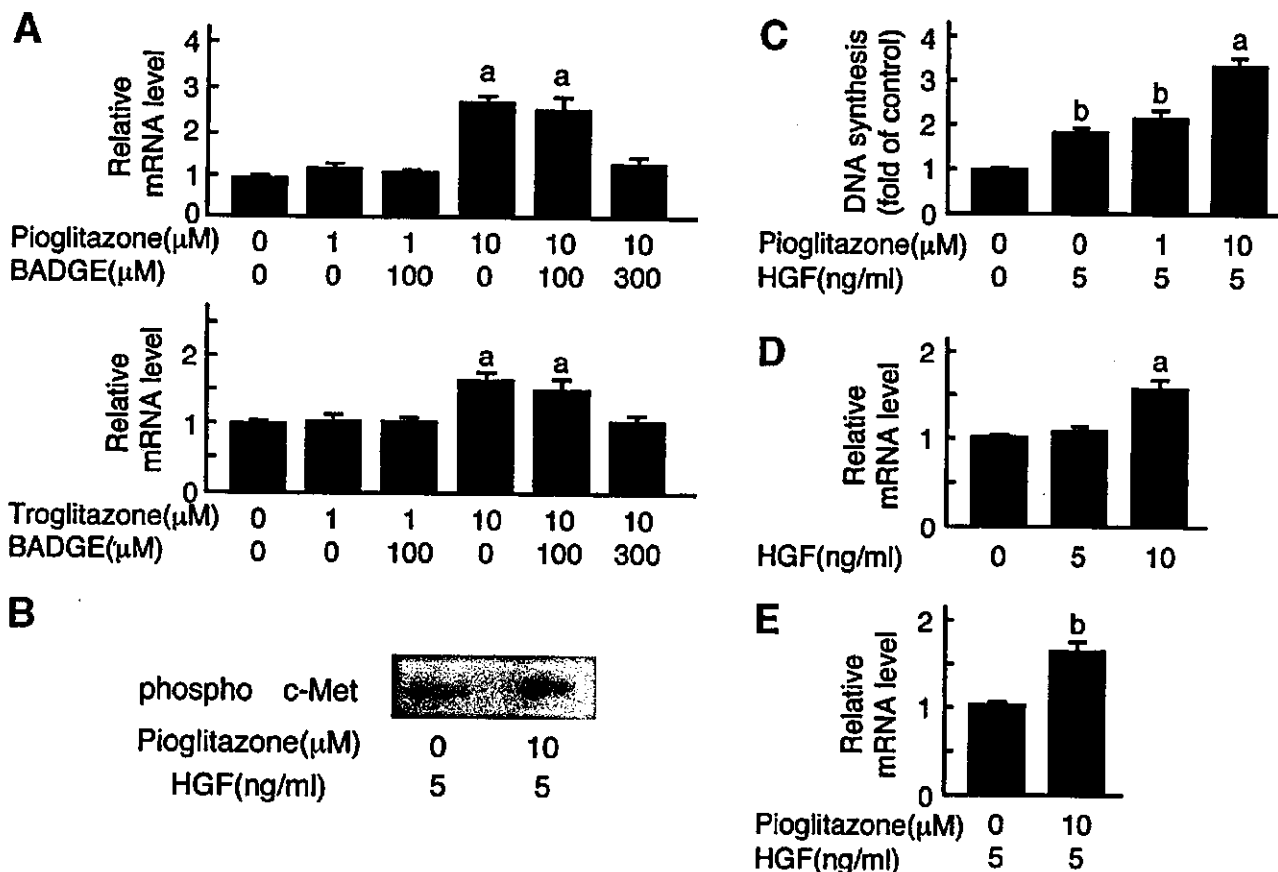 A
Relative
mRNA level
4
3
2
1
0
a
a
Pioglitazone(μM) 0 1 1 10 10 10
BADGE(μM) 0 0 100 0 100 300
Relative
mRNA level
2
1
0
a
a
Troglitazone(μM) 0 1 1 10 10 10
BADGE(μM) 0 0 100 0 100 300
B
phospho c-Met
Pioglitazone(μM) 0 10
HGF(ng/ml) 5 5
C
DNA synthesis
(fold of control)
4
3
2
1
0
b
b
a
Pioglitazone(μM) 0 0 1 10
HGF(ng/ml) 0 5 5 5
D
Relative
mRNA level
2
1
0
a
HGF(ng/ml) 0 5 10
E
Relative
mRNA level
2
1
0
b
Pioglitazone(μM) 0 10
HGF(ng/ml) 5 5